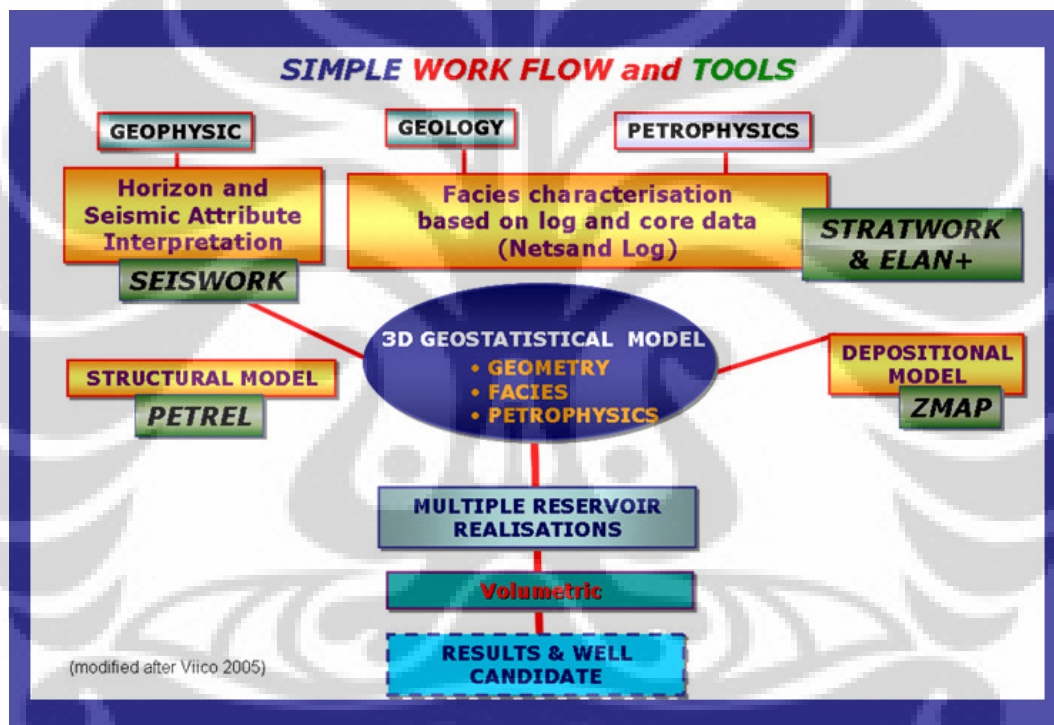 SIMPLE WORK FLOW and TOOLS
GEOPHYSIC
GEOLOGY
PETROPHYSICS
Horizon and
Seismic Attribute
Interpretation
SEISWORK
Facies characterisation
based on log and core data
(Netsand Log)
STRATWORK
& ELAN+
3D GEOSTATISTICAL MODEL
• GEOMETRY
• FACIES
• PETROPHYSICS
STRUCTURAL MODEL
PETREL
DEPOSITIONAL
MODEL
ZMAP
MULTIPLE RESERVOIR
REALISATIONS
Volumetric
RESULTS & WELL
CANDIDATE
(modified after Viico 2005)